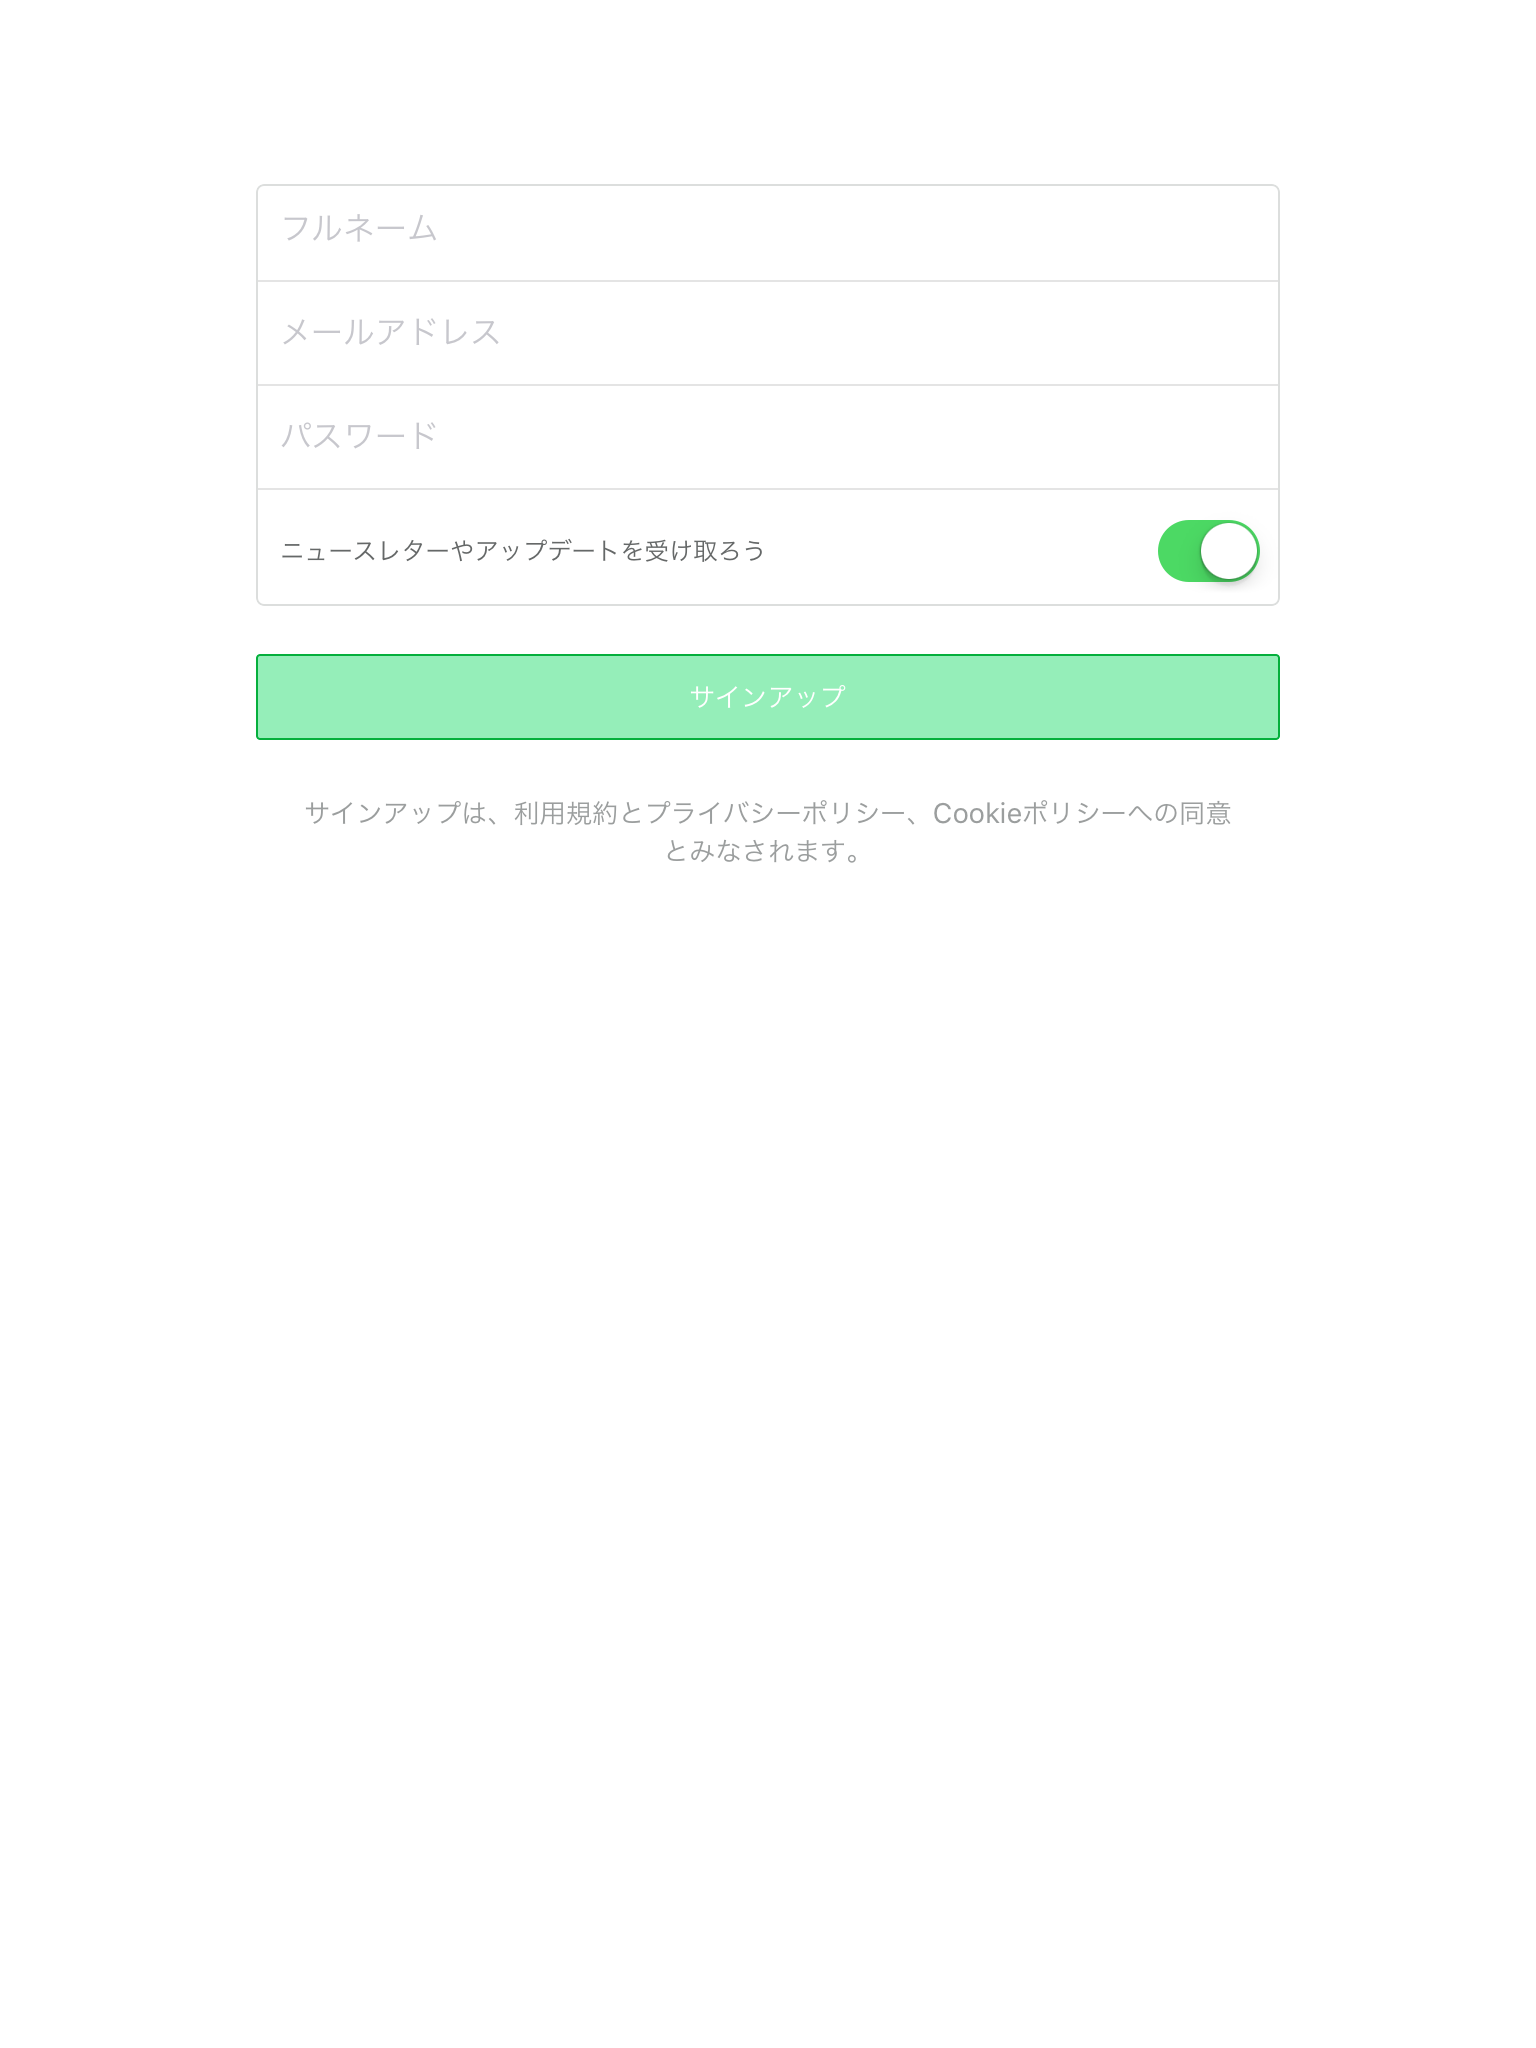 フルネーム
メールアドレス
パスワード
ニュースレターやアップデートを受け取ろう
サインアップ
サインアップは、利用規約とプライバシーポリシー、Cookieポリシーへの同意
とみなされます。